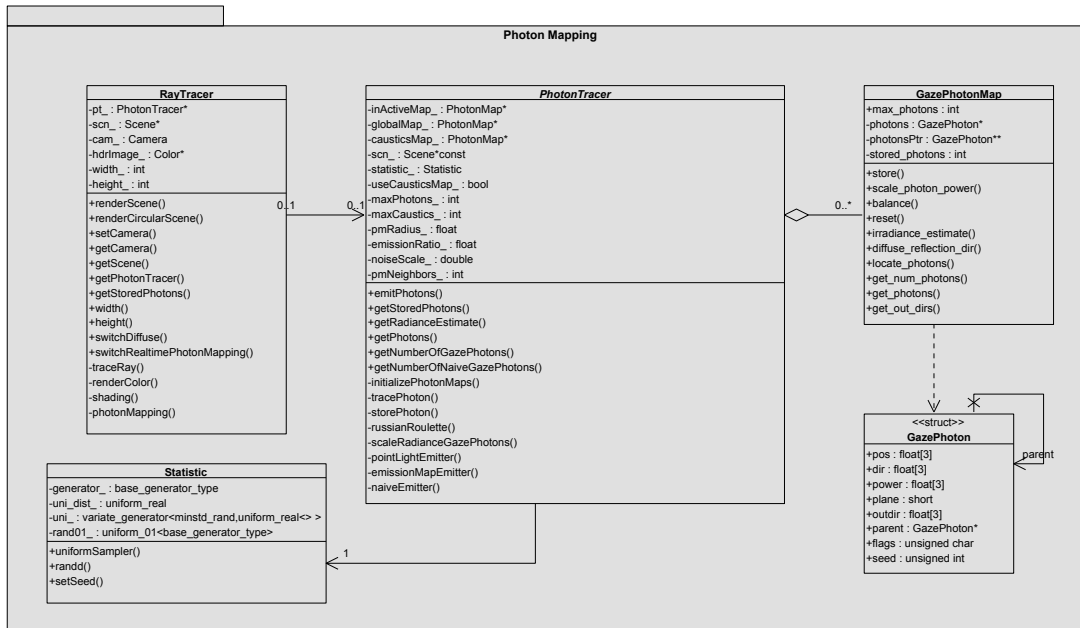 Photon Mapping
RayTracer
-pt_ : PhotonTracer*
-scn_ : Scene*
-cam_ : Camera
-hdrImage_ : Color*
-width_ : int
-height_ : int
+renderScene()
+renderCircularScene()
+setCamera()
+getCamera()
+getScene()
+getPhotonTracer()
+getStoredPhotons()
+width()
+height()
+switchDiffuse()
+switchRealtimePhotonMapping()
-traceRay()
-renderColor()
-shading()
-photonMapping()
0..1
0..1
PhotonTracer
-inActiveMap_ : PhotonMap*
-globalMap_ : PhotonMap*
-causticsMap_ : PhotonMap*
-scn_ : Scene*const
-statistic_ : Statistic
-useCausticsMap_ : bool
-maxPhotons_ : int
-maxCaustics_ : int
-pmRadius_ : float
-emissionRatio_ : float
-noiseScale_ : double
-pmNeighbors_ : int
+emitPhotons()
+getStoredPhotons()
+getRadianceEstimate()
+getPhotons()
+getNumberOfGazePhotons()
+getNumberOfNaiveGazePhotons()
-initializePhotonMaps()
-tracePhoton()
-storePhoton()
-russianRoulette()
-scaleRadianceGazePhotons()
-pointLightEmitter()
-emissionMapEmitter()
-naiveEmitter()
0..*
GazePhotonMap
+max_photons : int
-photons : GazePhoton*
-photonsPtr : GazePhoton**
-stored_photons : int
+store()
+scale_photon_power()
+balance()
+reset()
+irradiance_estimate()
+diffuse_reflection_dir()
+locate_photons()
+get_num_photons()
+get_photons()
+get_out_dirs()
<<struct>>
GazePhoton
+pos : float[3]
+dir : float[3]
+power : float[3]
+plane : short
+outdir : float[3]
+parent : GazePhoton*
+flags : unsigned char
+seed : unsigned int
parent
Statistic
-generator_ : base_generator_type
-uni_dist_ : uniform_real
-uni_ : variate_generator<minstd_rand,uniform_real<> >
-rand01_ : uniform_01<base_generator_type>
+uniformSampler()
+randd()
+setSeed()
1